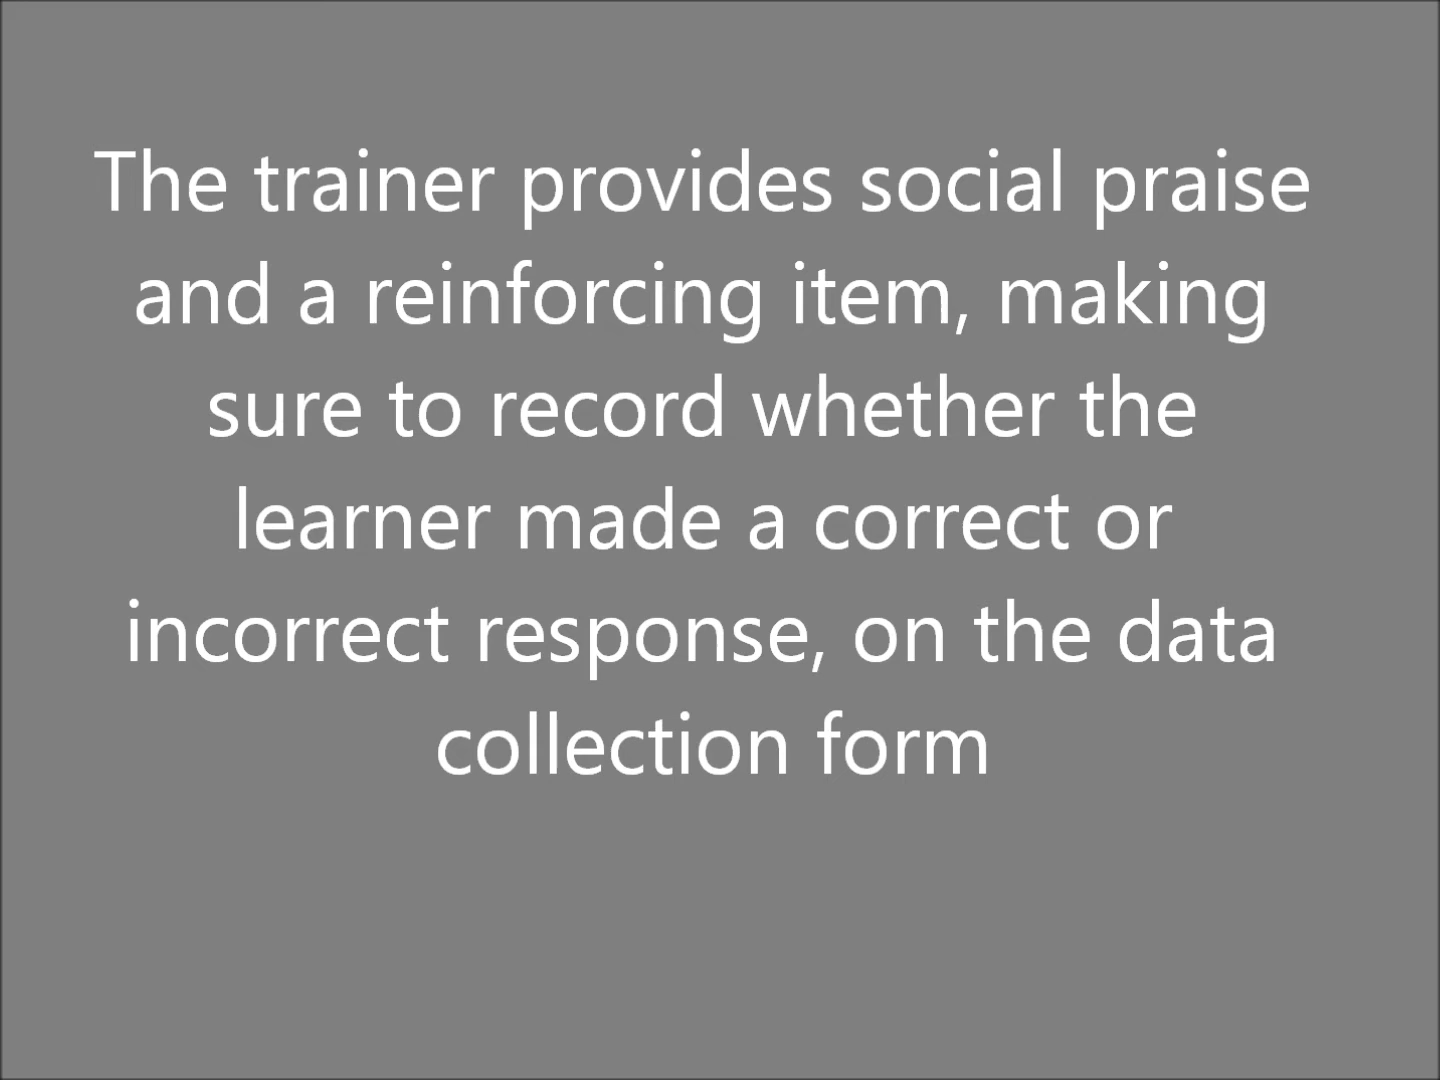 The trainer provides social praise
and a reinforcing item, making
sure to record whether the
learner made a correct or
incorrect response, on the data
collection form